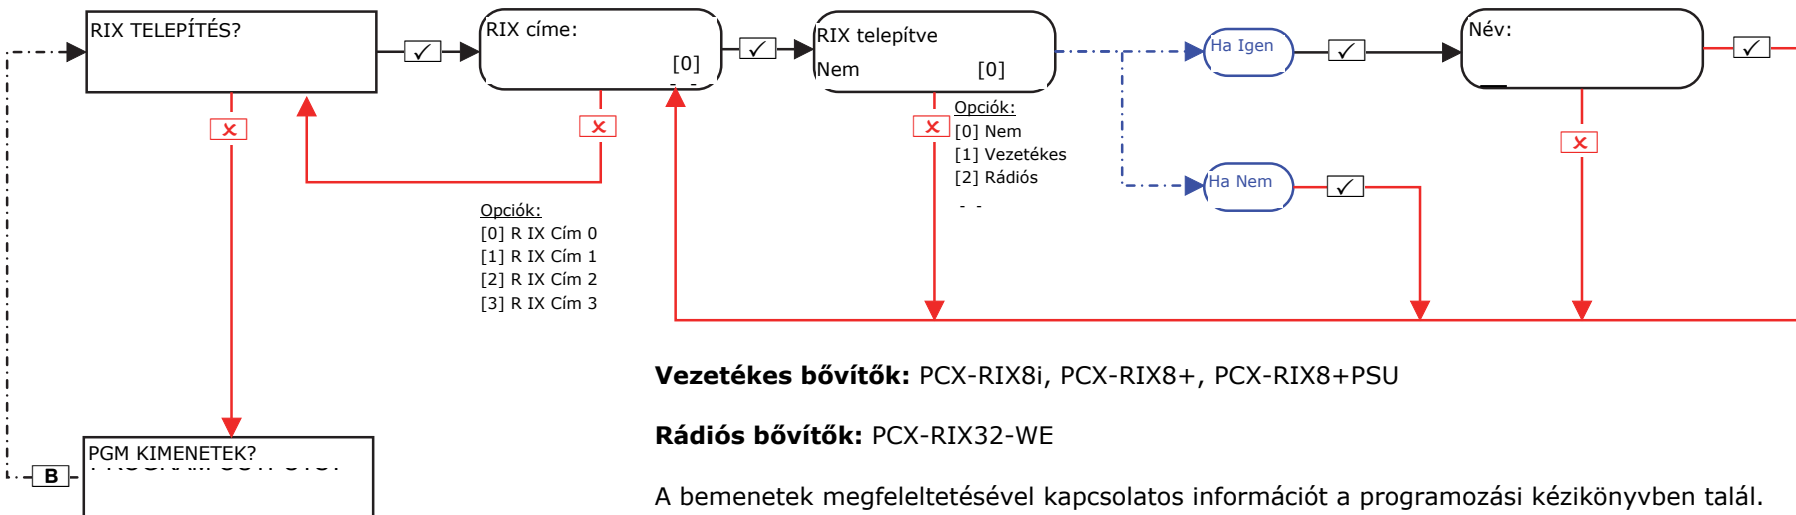 RIX TELEPÍTÉS?
RIX címe:
[0]
RIX telepítve
Nem [0]
Ha Igen
Név:
Opciók:
[0] Nem
[1] Vezetékes
[2] Rádiós
Ha Nem
Opciók:
[0] R IX Cím 0
[1] R IX Cím 1
[2] R IX Cím 2
[3] R IX Cím 3
Vezetékes bővítők: PCX-RIX8i, PCX-RIX8+, PCX-RIX8+PSU
Rádiós bővítők: PCX-RIX32-WE
PGM KIMENETEK?
B
A bemenetek megfeleltetésével kapcsolatos információt a programozási kézikönyvben talál.